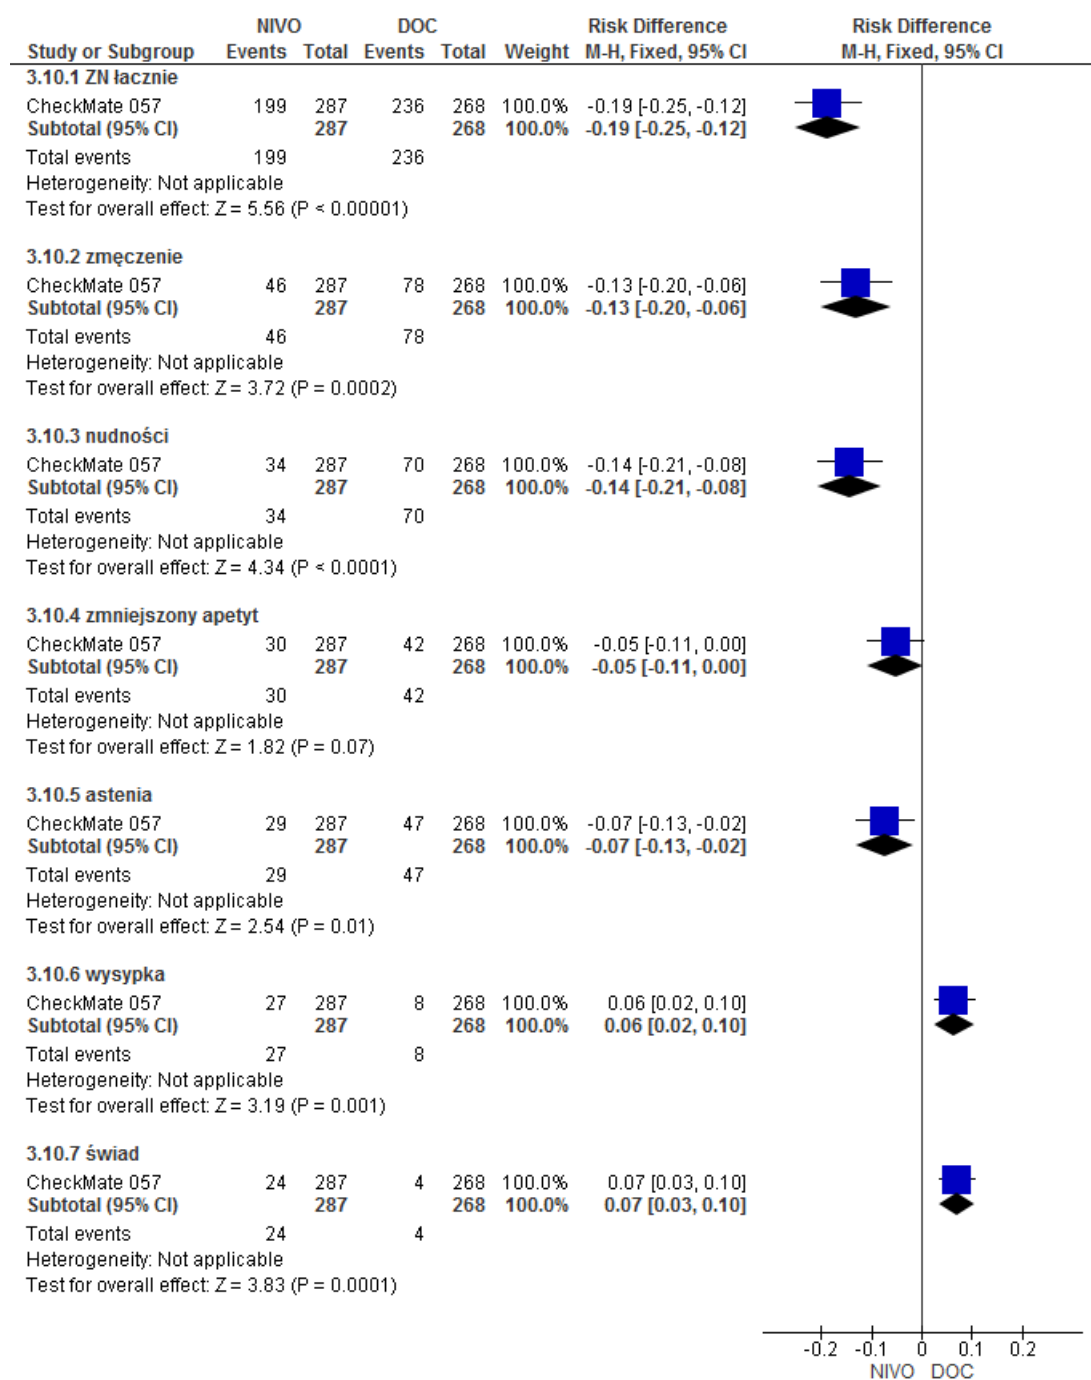 NIVO DOC Risk Difference Risk Difference
Study or Subgroup Events Total Events Total Weight M-H, Fixed, 95% CI M-H, Fixed, 95% CI
3.10.1 ZN łacznie
CheckMate 057 199 287 236 268 100.0% -0.19 [-0.25, -0.12]
Subtotal (95% CI) 287 268 100.0% -0.19 [-0.25, -0.12]
Total events 199 236
Heterogeneity: Not applicable
Test for overall effect: Z = 5.56 (P < 0.00001)
3.10.2 zmęczenie
CheckMate 057 46 287 78 268 100.0% -0.13 [-0.20, -0.06]
Subtotal (95% CI) 287 268 100.0% -0.13 [-0.20, -0.06]
Total events 46 78
Heterogeneity: Not applicable
Test for overall effect: Z = 3.72 (P = 0.0002)
3.10.3 nudności
CheckMate 057 34 287 70 268 100.0% -0.14 [-0.21, -0.08]
Subtotal (95% CI) 287 268 100.0% -0.14 [-0.21, -0.08]
Total events 34 70
Heterogeneity: Not applicable
Test for overall effect: Z = 4.34 (P < 0.0001)
3.10.4 zmniejszony apetyt
CheckMate 057 30 287 42 268 100.0% -0.05 [-0.11, 0.00]
Subtotal (95% CI) 287 268 100.0% -0.05 [-0.11, 0.00]
Total events 30 42
Heterogeneity: Not applicable
Test for overall effect: Z = 1.82 (P = 0.07)
3.10.5 astenia
CheckMate 057 29 287 47 268 100.0% -0.07 [-0.13, -0.02]
Subtotal (95% CI) 287 268 100.0% -0.07 [-0.13, -0.02]
Total events 29 47
Heterogeneity: Not applicable
Test for overall effect: Z = 2.54 (P = 0.01)
3.10.6 wysypka
CheckMate 057 27 287 8 268 100.0% 0.06 [0.02, 0.10]
Subtotal (95% CI) 287 268 100.0% 0.06 [0.02, 0.10]
Total events 27 8
Heterogeneity: Not applicable
Test for overall effect: Z = 3.19 (P = 0.001)
3.10.7 świad
CheckMate 057 24 287 4 268 100.0% 0.07 [0.03, 0.10]
Subtotal (95% CI) 287 268 100.0% 0.07 [0.03, 0.10]
Total events 24 4
Heterogeneity: Not applicable
Test for overall effect: Z = 3.83 (P = 0.0001)
-0.2 -0.1 0 0.1 0.2
NIVO DOC